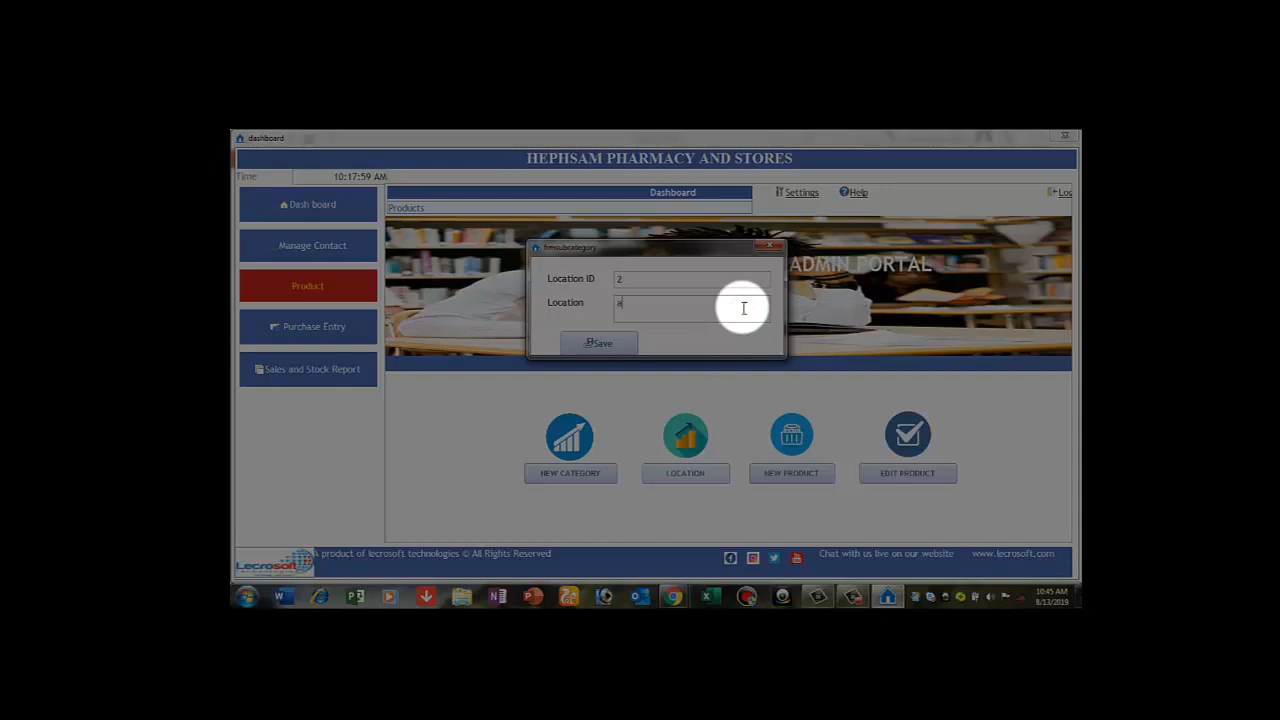 dashboard
HEPHSAM PHARMACY AND STORES
Time 10:17:59 AM
Dash board
Manage Contact
Product
Purchase Entry
Sales and Stock Report
Dashboard
Products
Settings
Help
Log
ADMIN PORTAL
frmsubcategory
Location ID 2
Location a
Save
NEW CATEGORY
LOCATION
NEW PRODUCT
EDIT PRODUCT
Lecrosoft
A product of lecrosoft technologies © All Rights Reserved
Chat with us live on our website
www.lecrosoft.com
10:45 AM
8/13/2019